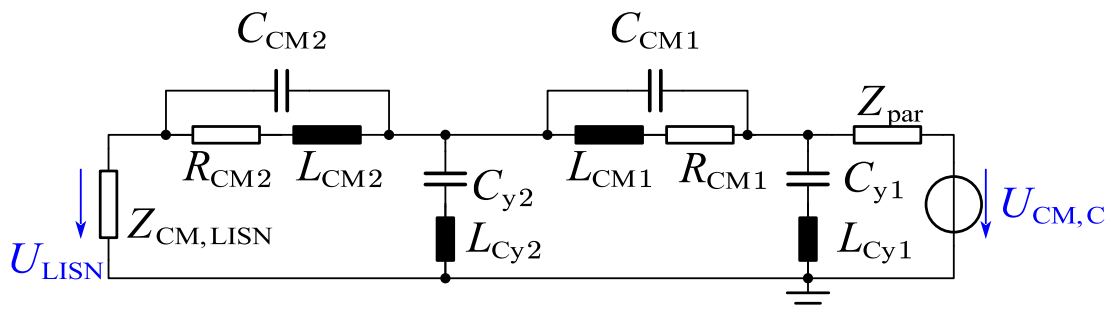 C_CM2
C_CM1
Z_par
R_CM2 L_CM2 L_CM1 R_CM1
C_y2 C_y1
U_CM,C
Z_CM,LISN L_Cy2 L_Cy1
U_LISN